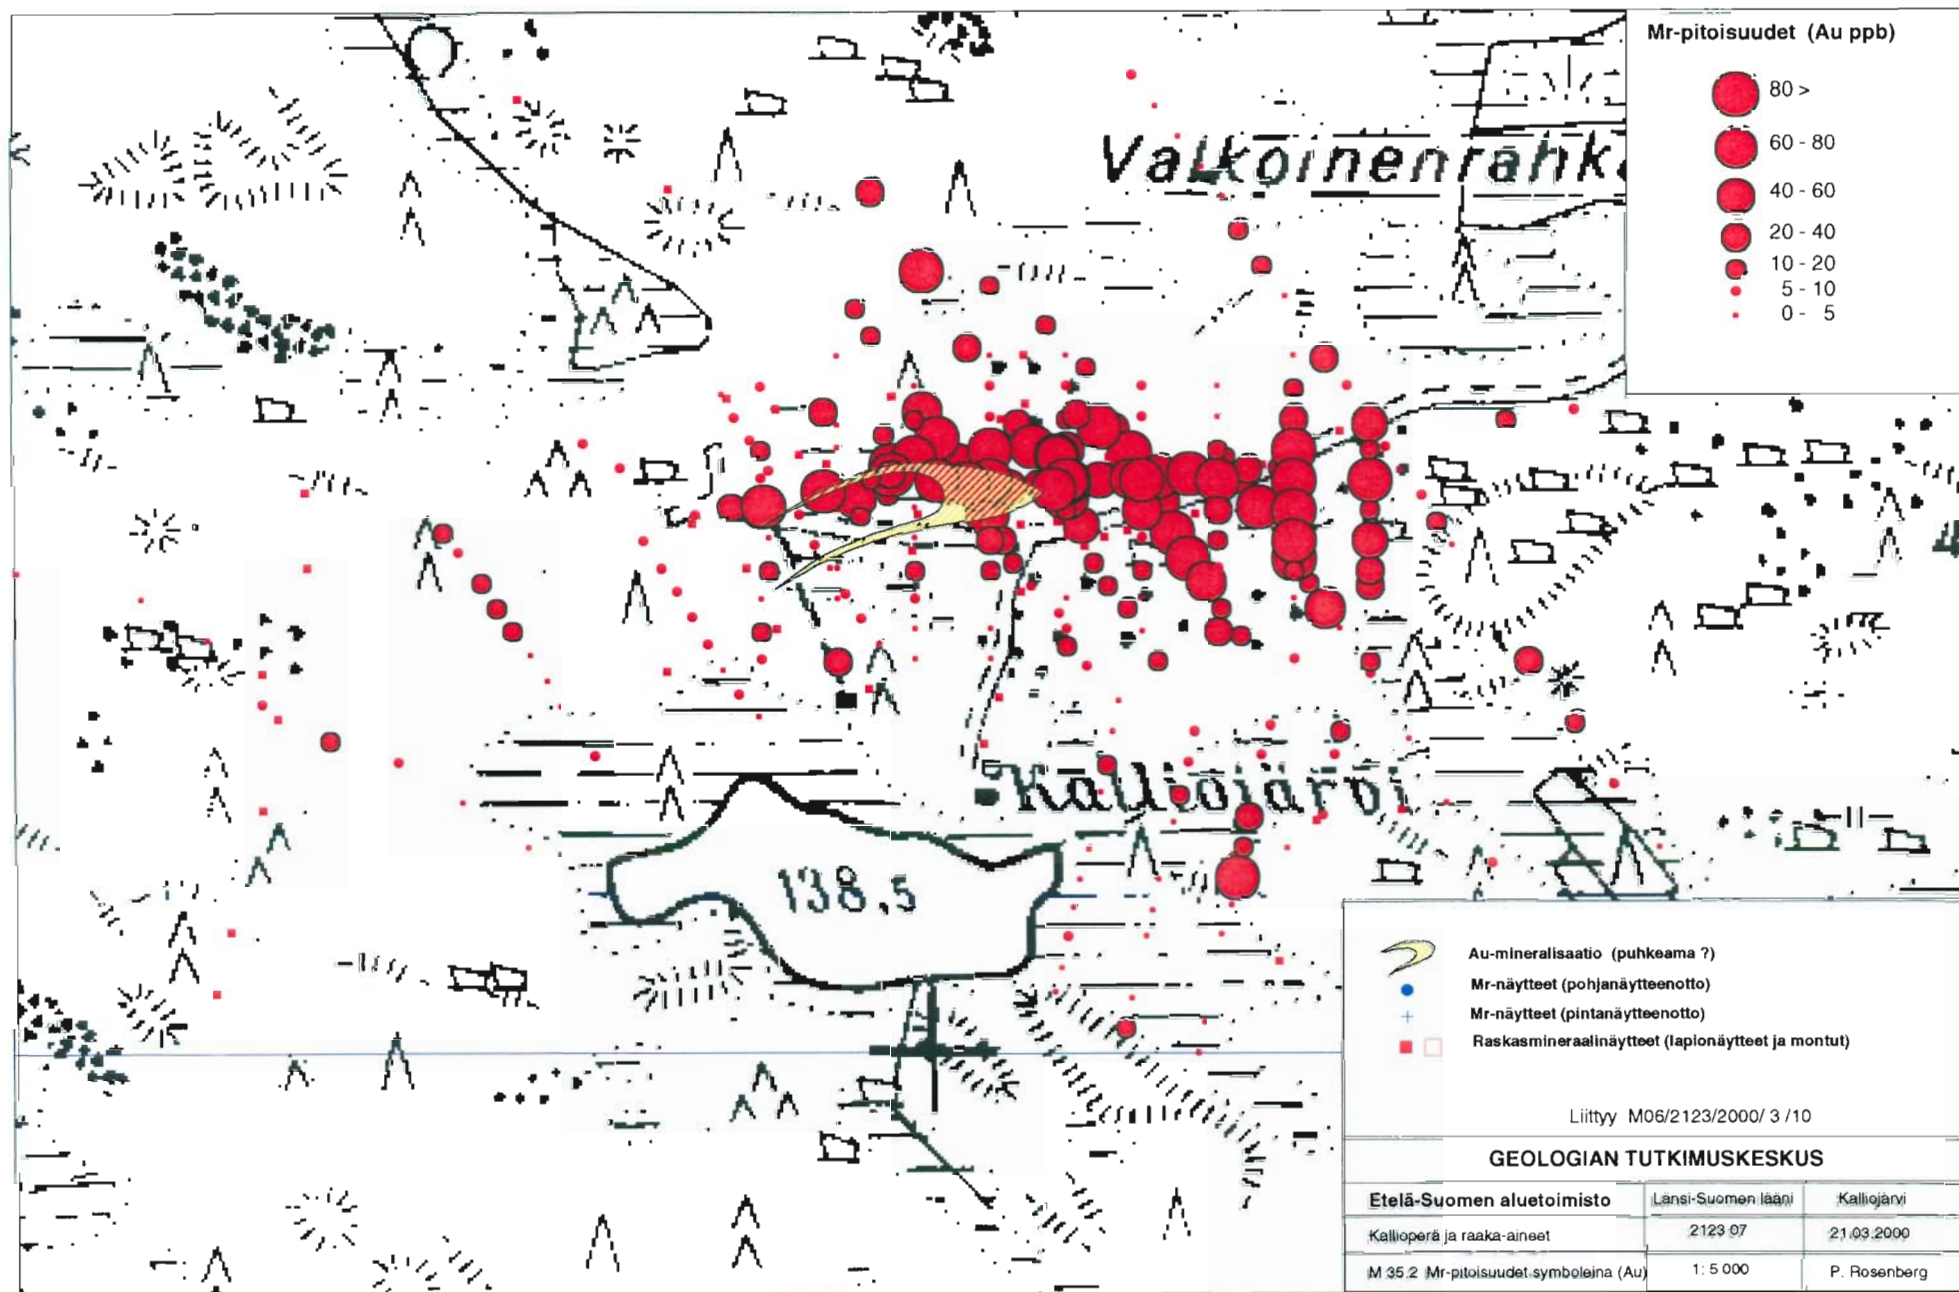 Mr-pitoisuudet (Au ppb)
80 >
60 - 80
40 - 60
20 - 40
10 - 20
5 - 10
0 - 5
Valkoinenrahka
Kalliojärvi
138.5
4
Au-mineralisaatio (puhkeama ?)
Mr-näytteet (pohjanäytteenotto)
Mr-näytteet (pintanäytteenotto)
Raskasmineraalinäytteet (lapionäytteet ja montut)
Liittyy M06/2123/2000/ 3 /10
GEOLOGIAN TUTKIMUSKESKUS
Etelä-Suomen aluetoimisto Länsi-Suomen lääni Kalliojärvi
Kallioperä ja raaka-aineet 2123 07 21.03.2000
M 35.2 Mr-pitoisuudet symboleina (Au) 1: 5 000 P. Rosenberg